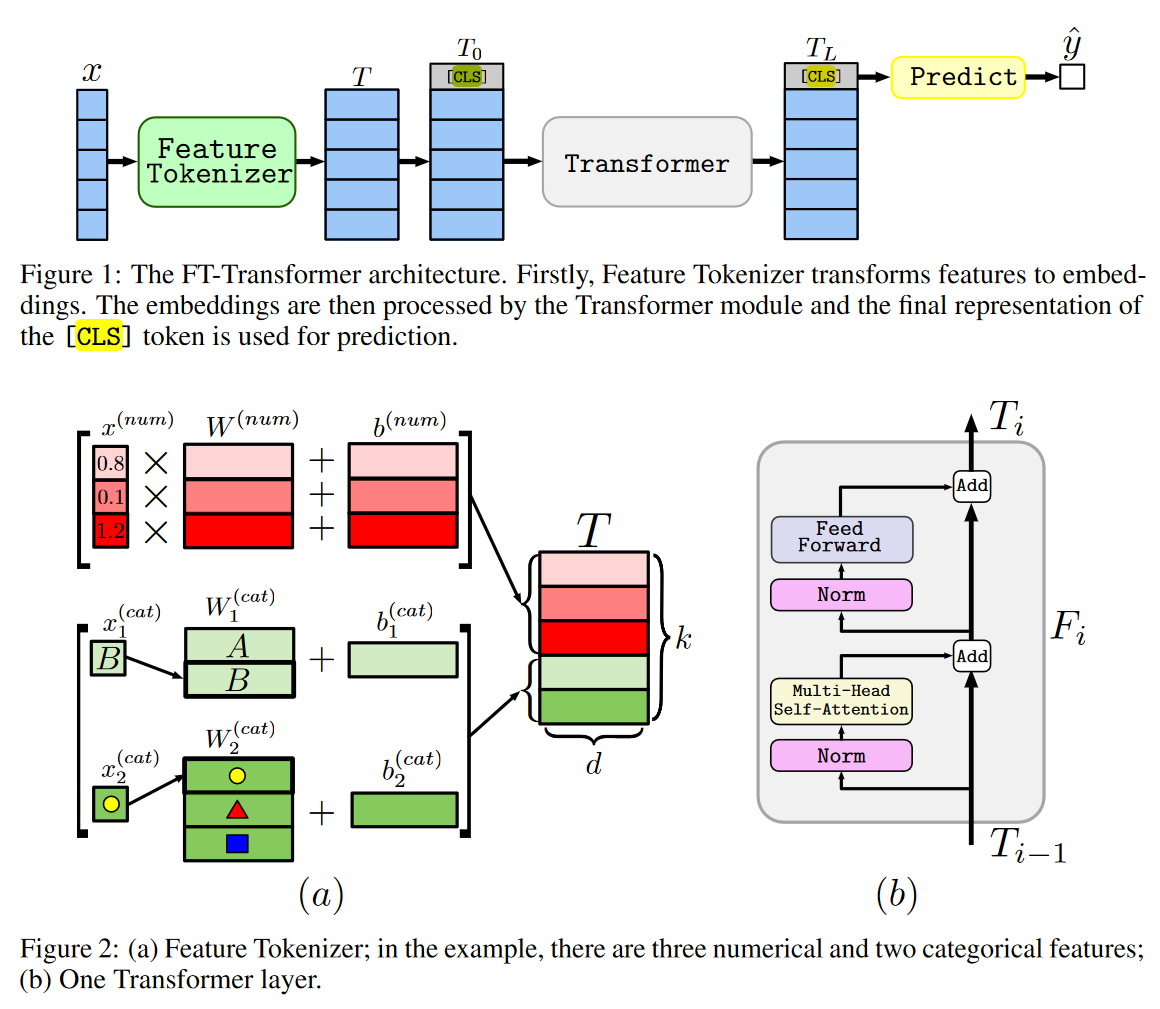 x
T
T_0
[CLS]
T_L
[CLS]
ŷ
Feature
Tokenizer
Transformer
Predict
Figure 1: The FT-Transformer architecture. Firstly, Feature Tokenizer transforms features to embed-
dings. The embeddings are then processed by the Transformer module and the final representation of
the [CLS] token is used for prediction.
x^(num) W^(num) b^(num)
0.8 × +
0.1 × +
1.2 × +
x_1^(cat) W_1^(cat) b_1^(cat)
B A +
B
x_2^(cat) W_2^(cat) b_2^(cat)
+
T
k
d
(a)
T_i
Add
Feed
Forward
Norm
F_i
Add
Multi-Head
Self-Attention
Norm
T_{i−1}
(b)
Figure 2: (a) Feature Tokenizer; in the example, there are three numerical and two categorical features;
(b) One Transformer layer.